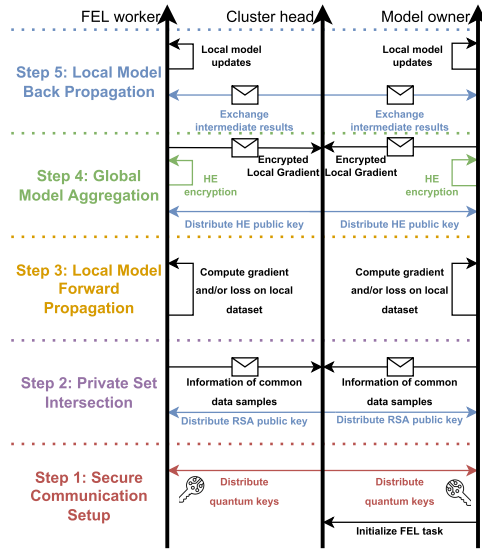 FEL worker
Cluster head
Model owner
Step 5: Local Model
Back Propagation
Local model
updates
Local model
updates
Exchange
intermediate results
Exchange
intermediate results
Step 4: Global
Model Aggregation
Encrypted
Local Gradient
Encrypted
Local Gradient
HE
encryption
HE
encryption
Distribute HE public key
Distribute HE public key
Step 3: Local Model
Forward
Propagation
Compute gradient
and/or loss on local
dataset
Compute gradient
and/or loss on local
dataset
Step 2: Private Set
Intersection
Information of common
data samples
Information of common
data samples
Distribute RSA public key
Distribute RSA public key
Step 1: Secure
Communication
Setup
Distribute
quantum keys
Distribute
quantum keys
Initialize FEL task